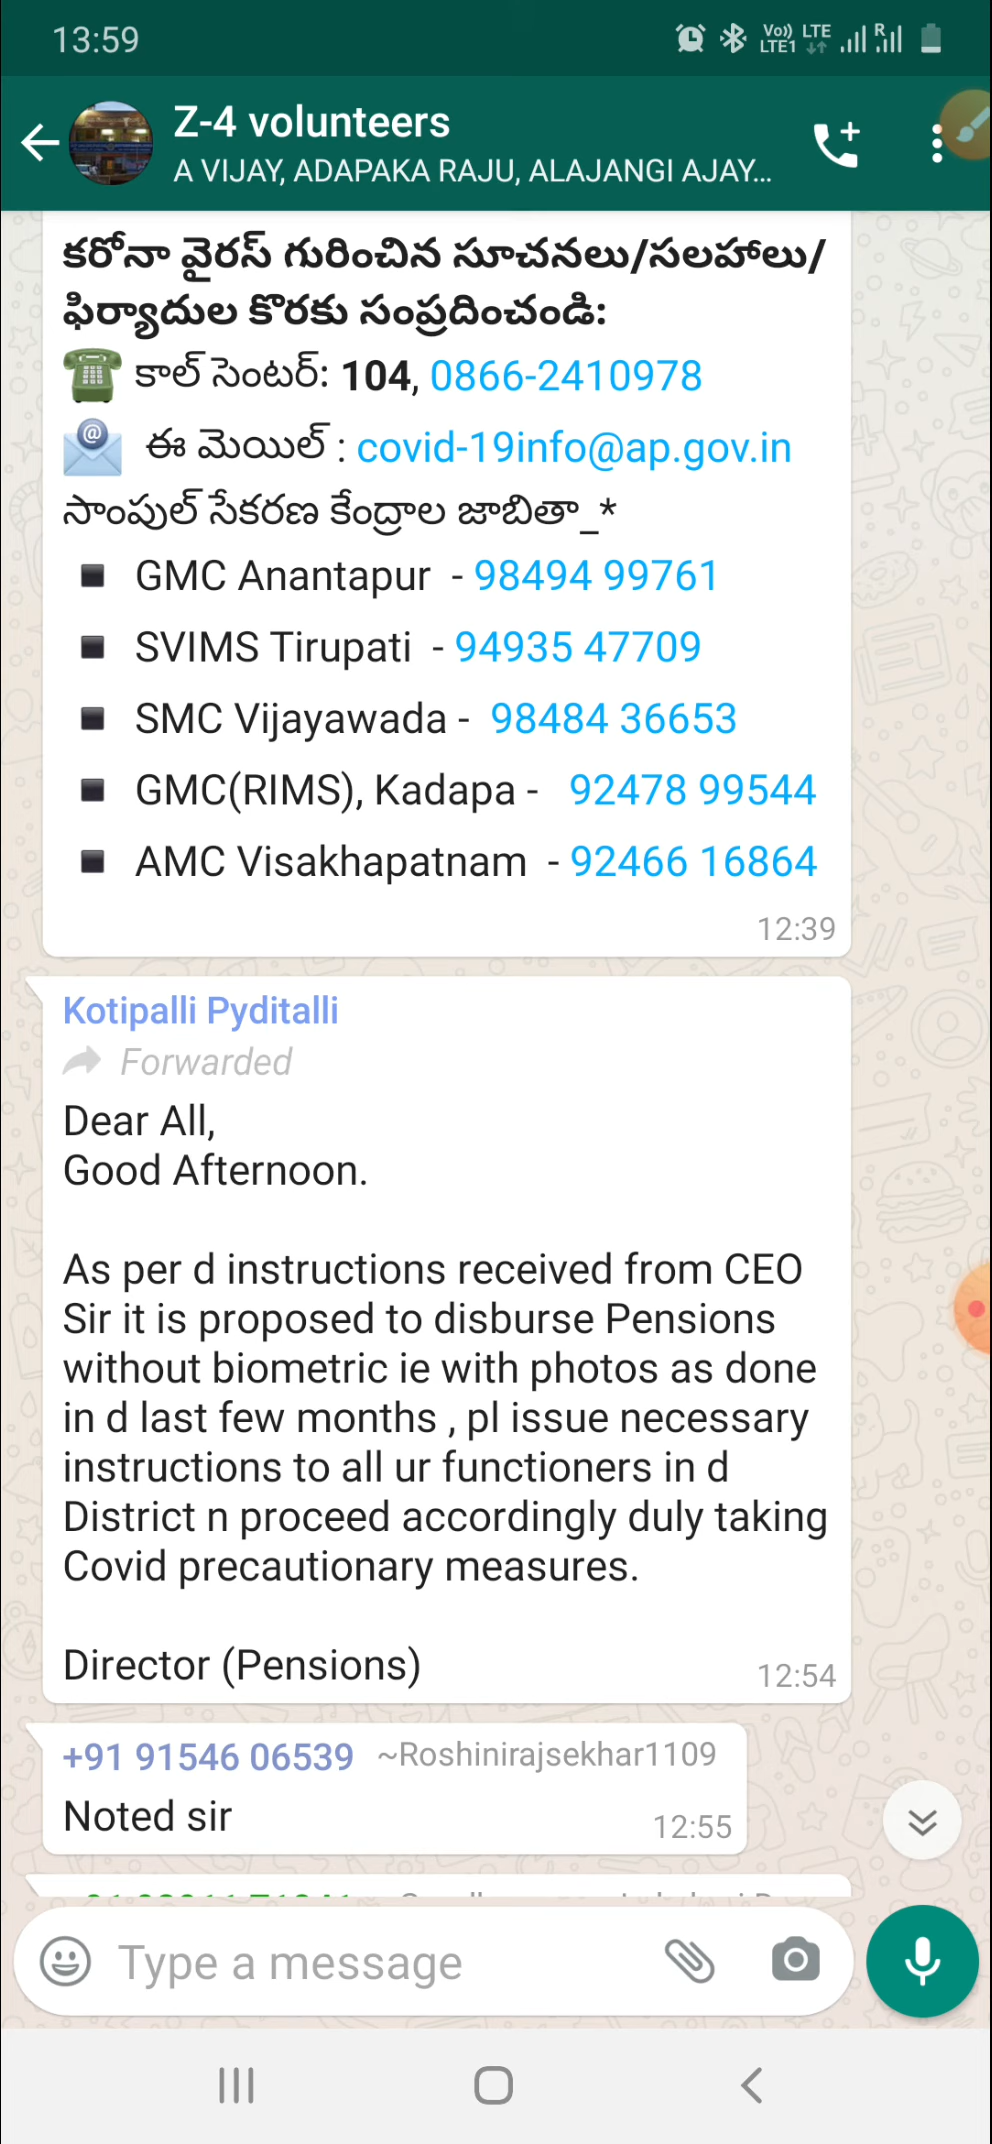 13:59
Vo)) LTE
LTE1
R
Z-4 volunteers
A VIJAY, ADAPAKA RAJU, ALAJANGI AJAY...
కరోనా వైరస్ గురించిన సూచనలు/సలహాలు/
ఫిర్యాదుల కొరకు సంప్రదించండి:
కాల్ సెంటర్: 104, 0866-2410978
@ ఈ మెయిల్ : covid-19info@ap.gov.in
సాంపుల్ సేకరణ కేంద్రాల జాబితా_*
▪ GMC Anantapur - 98494 99761
▪ SVIMS Tirupati - 94935 47709
▪ SMC Vijayawada - 98484 36653
▪ GMC(RIMS), Kadapa - 92478 99544
▪ AMC Visakhapatnam - 92466 16864
12:39
Kotipalli Pyditalli
Forwarded
Dear All,
Good Afternoon.
As per d instructions received from CEO
Sir it is proposed to disburse Pensions
without biometric ie with photos as done
in d last few months , pl issue necessary
instructions to all ur functioners in d
District n proceed accordingly duly taking
Covid precautionary measures.
Director (Pensions)
12:54
+91 91546 06539 ~Roshinirajsekhar1109
Noted sir
12:55
Type a message